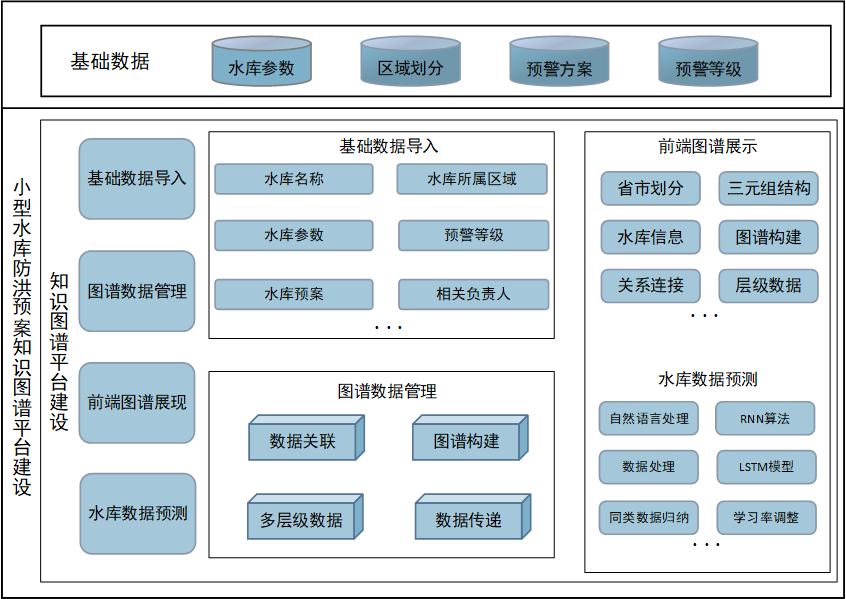 基础数据
水库参数
区域划分
预警方案
预警等级
小型水库防洪预案知识图谱平台建设
知识图谱平台建设
基础数据导入
图谱数据管理
前端图谱展现
水库数据预测
基础数据导入
水库名称
水库所属区域
水库参数
预警等级
水库预案
相关负责人
...
图谱数据管理
数据关联
图谱构建
多层级数据
数据传递
前端图谱展示
省市划分
三元组结构
水库信息
图谱构建
关系连接
层级数据
...
水库数据预测
自然语言处理
RNN算法
数据处理
LSTM模型
同类数据归纳
学习率调整
...